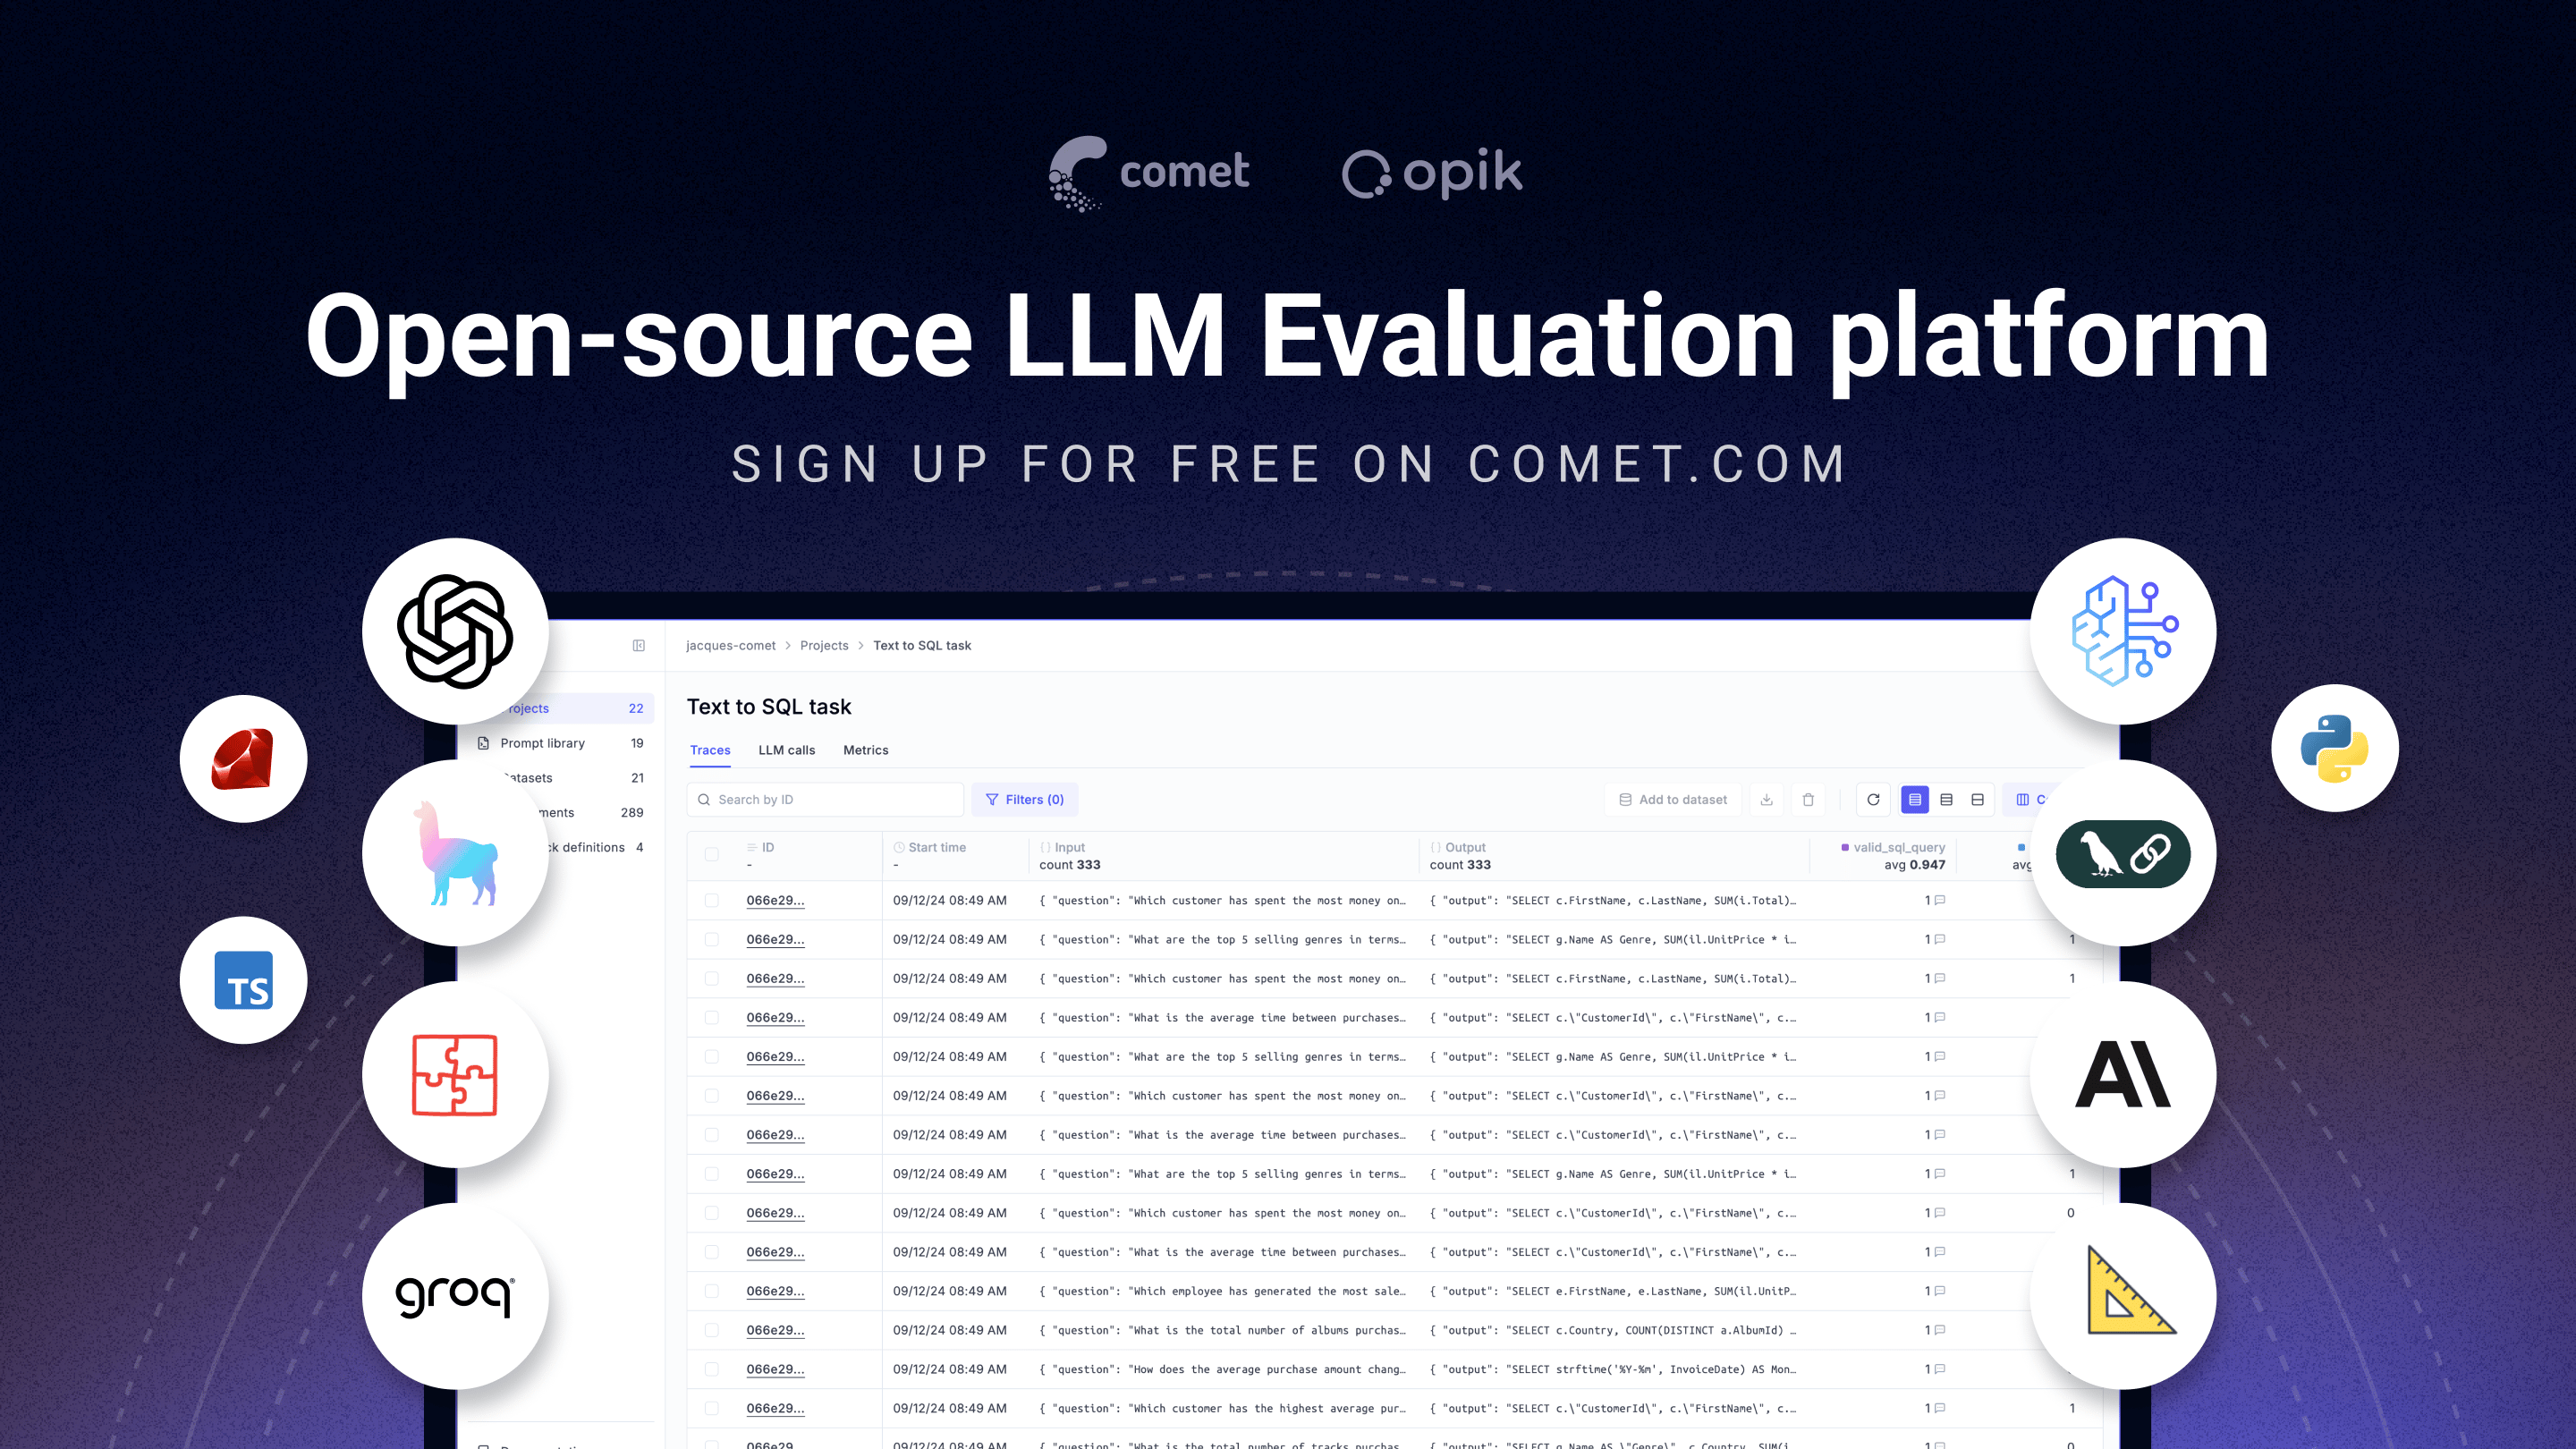 comet opik
Open-source LLM Evaluation platform
SIGN UP FOR FREE ON COMET.COM
jacques-comet > Projects > Text to SQL task
rojects 22
Prompt library 19
atasets 21
ments 289
ck definitions 4
TS
groq
Text to SQL task
Traces LLM calls Metrics
Search by ID Filters (0) Add to dataset
ID Start time Input Output valid_sql_query
- - count 333 count 333 avg 0.947 avg
066e29... 09/12/24 08:49 AM { "question": "Which customer has spent the most money on… { "output": "SELECT c.FirstName, c.LastName, SUM(i.Total)… 1
066e29... 09/12/24 08:49 AM { "question": "What are the top 5 selling genres in terms… { "output": "SELECT g.Name AS Genre, SUM(il.UnitPrice * i… 1 1
066e29... 09/12/24 08:49 AM { "question": "Which customer has spent the most money on… { "output": "SELECT c.FirstName, c.LastName, SUM(i.Total)… 1 1
066e29... 09/12/24 08:49 AM { "question": "What is the average time between purchases… { "output": "SELECT c.\"CustomerId\", c.\"FirstName\", c.… 1
066e29... 09/12/24 08:49 AM { "question": "What are the top 5 selling genres in terms… { "output": "SELECT g.Name AS Genre, SUM(il.UnitPrice * i… 1
066e29... 09/12/24 08:49 AM { "question": "Which customer has spent the most money on… { "output": "SELECT c.\"CustomerId\", c.\"FirstName\", c.… 1
066e29... 09/12/24 08:49 AM { "question": "What is the average time between purchases… { "output": "SELECT c.\"CustomerId\", c.\"FirstName\", c.… 1
066e29... 09/12/24 08:49 AM { "question": "What are the top 5 selling genres in terms… { "output": "SELECT g.Name AS Genre, SUM(il.UnitPrice * i… 1 1
066e29... 09/12/24 08:49 AM { "question": "Which customer has spent the most money on… { "output": "SELECT c.\"CustomerId\", c.\"FirstName\", c.… 1 0
066e29... 09/12/24 08:49 AM { "question": "What is the average time between purchases… { "output": "SELECT c.\"CustomerId\", c.\"FirstName\", c.… 1
066e29... 09/12/24 08:49 AM { "question": "Which employee has generated the most sale… { "output": "SELECT e.FirstName, e.LastName, SUM(il.UnitP… 1
066e29... 09/12/24 08:49 AM { "question": "What is the total number of albums purchas… { "output": "SELECT c.Country, COUNT(DISTINCT a.AlbumId) … 1
066e29... 09/12/24 08:49 AM { "question": "How does the average purchase amount chang… { "output": "SELECT strftime('%Y-%m', InvoiceDate) AS Mon… 1
066e29... 09/12/24 08:49 AM { "question": "Which customer has the highest average pur… { "output": "SELECT c.\"CustomerId\", c.\"FirstName\", c.… 1 1
066e29 09/12/24 08:49 AM { "question": "What is the total number of tracks purchas { "output": "SELECT g.Name AS \"Genre\", c.Country, SUM(i 1 0